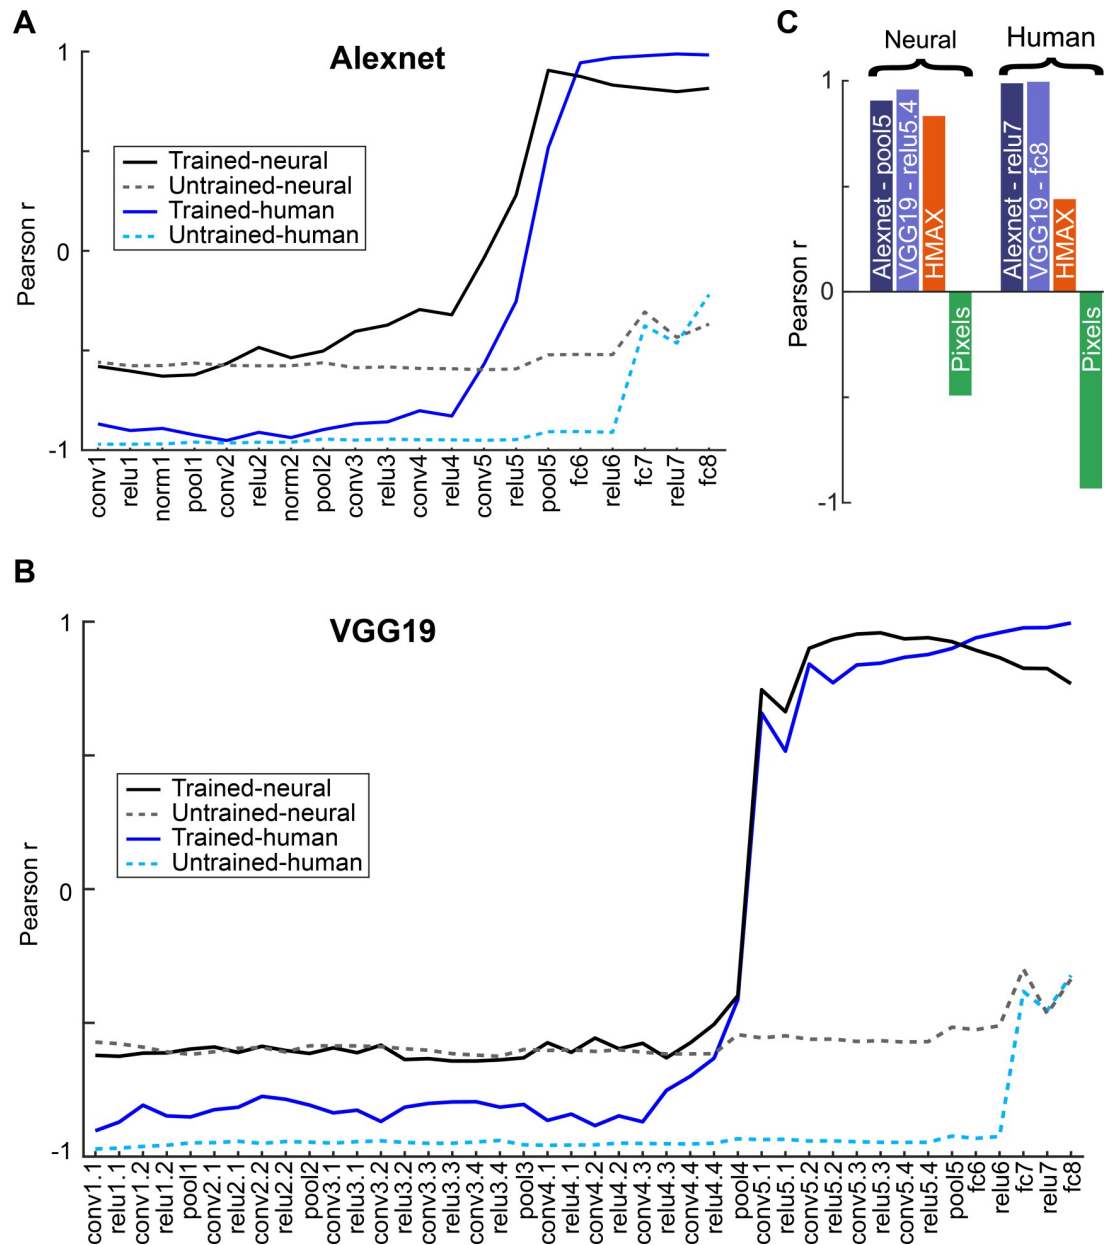 A
Alexnet
1
0
-1
Pearson r
Trained-neural
Untrained-neural
Trained-human
Untrained-human
conv1
relu1
norm1
pool1
conv2
relu2
norm2
pool2
conv3
relu3
conv4
relu4
conv5
relu5
pool5
fc6
relu6
fc7
relu7
fc8
C
Neural
Human
1
0
-1
Pearson r
Alexnet - pool5
VGG19 - relu5.4
HMAX
Pixels
Alexnet - relu7
VGG19 - fc8
HMAX
Pixels
B
VGG19
1
0
-1
Pearson r
Trained-neural
Untrained-neural
Trained-human
Untrained-human
conv1.1
relu1.1
conv1.2
relu1.2
pool1
conv2.1
relu2.1
conv2.2
relu2.2
pool2
conv3.1
relu3.1
conv3.2
relu3.2
conv3.3
relu3.3
conv3.4
relu3.4
pool3
conv4.1
relu4.1
conv4.2
relu4.2
conv4.3
relu4.3
conv4.4
relu4.4
pool4
conv5.1
relu5.1
conv5.2
relu5.2
conv5.3
relu5.3
conv5.4
relu5.4
pool5
fc6
relu6
fc7
relu7
fc8